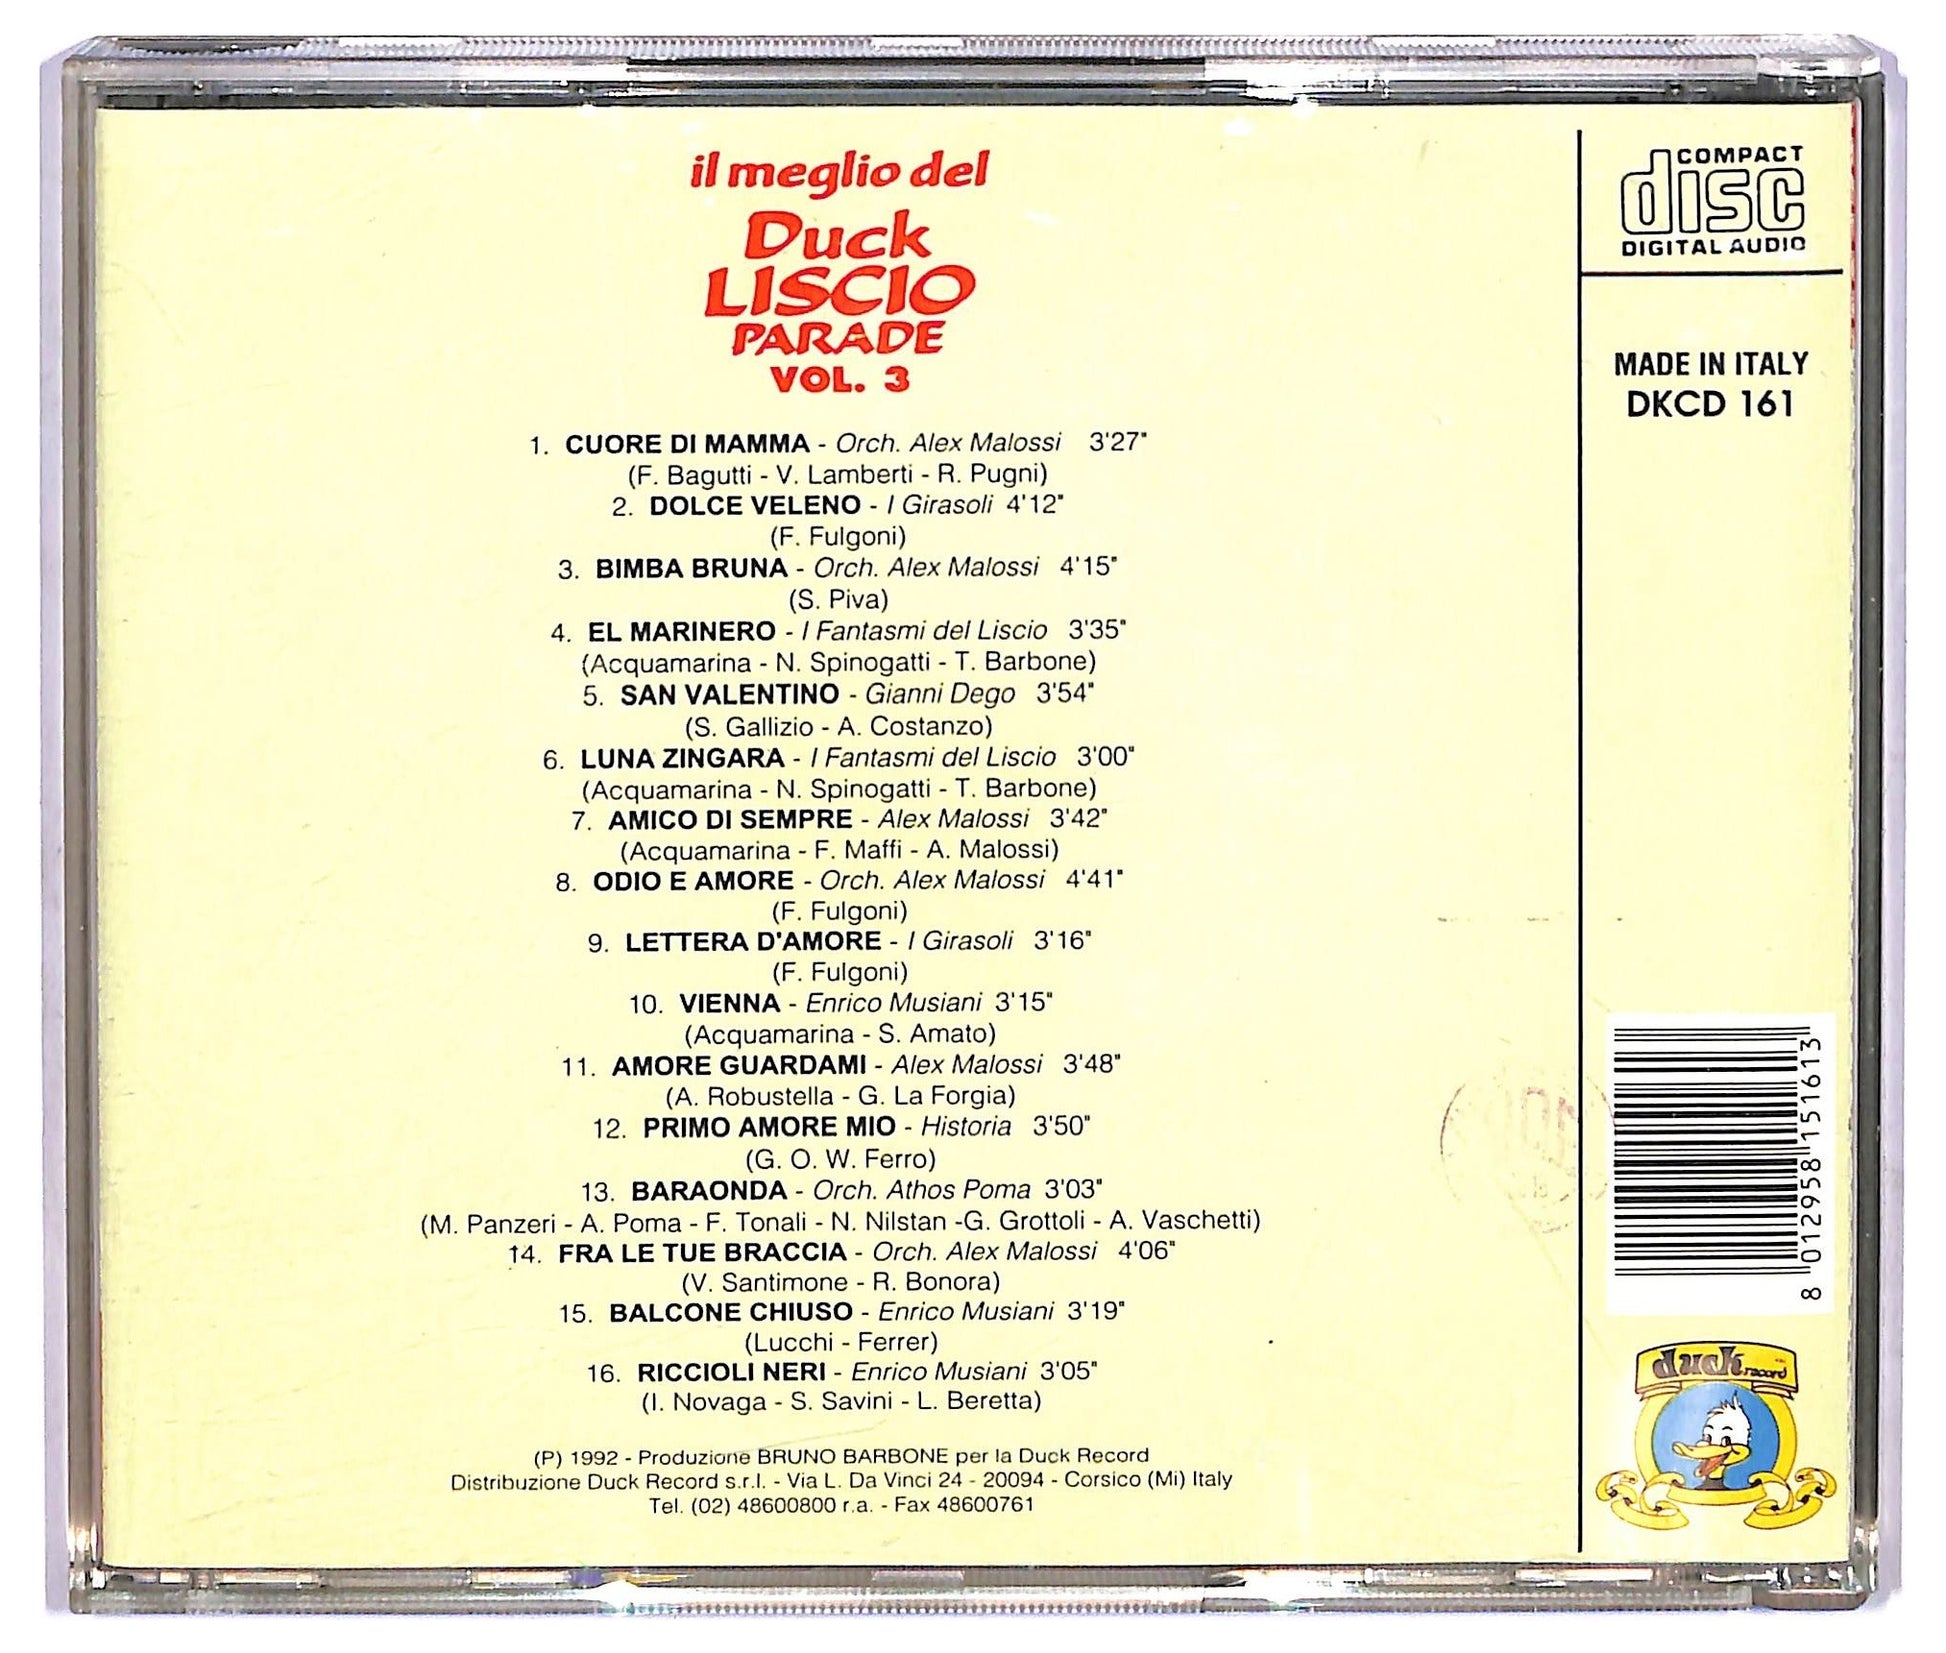 il meglio del
Duck
LISCIO
PARADE
VOL. 3
1. CUORE DI MAMMA - Orch. Alex Malossi 3'27"
(F. Bagutti - V. Lamberti - R. Pugni)
2. DOLCE VELENO - I Girasoli 4'12"
(F. Fulgoni)
3. BIMBA BRUNA - Orch. Alex Malossi 4'15"
(S. Piva)
4. EL MARINERO - I Fantasmi del Liscio 3'35"
(Acquamarina - N. Spinogatti - T. Barbone)
5. SAN VALENTINO - Gianni Dego 3'54"
(S. Gallizio - A. Costanzo)
6. LUNA ZINGARA - I Fantasmi del Liscio 3'00"
(Acquamarina - N. Spinogatti - T. Barbone)
7. AMICO DI SEMPRE - Alex Malossi 3'42"
(Acquamarina - F. Maffi - A. Malossi)
8. ODIO E AMORE - Orch. Alex Malossi 4'41"
(F. Fulgoni)
9. LETTERA D'AMORE - I Girasoli 3'16"
(F. Fulgoni)
10. VIENNA - Enrico Musiani 3'15"
(Acquamarina - S. Amato)
11. AMORE GUARDAMI - Alex Malossi 3'48"
(A. Robustella - G. La Forgia)
12. PRIMO AMORE MIO - Historia 3'50"
(G. O. W. Ferro)
13. BARAONDA - Orch. Athos Poma 3'03"
(M. Panzeri - A. Poma - F. Tonali - N. Nilstan -G. Grottoli - A. Vaschetti)
14. FRA LE TUE BRACCIA - Orch. Alex Malossi 4'06"
(V. Santimone - R. Bonora)
15. BALCONE CHIUSO - Enrico Musiani 3'19"
(Lucchi - Ferrer)
16. RICCIOLI NERI - Enrico Musiani 3'05"
(I. Novaga - S. Savini - L. Beretta)
(P) 1992 - Produzione BRUNO BARBONE per la Duck Record
Distribuzione Duck Record s.r.l. - Via L. Da Vinci 24 - 20094 - Corsico (Mi) Italy
Tel. (02) 48600800 r.a. - Fax 48600761
COMPACT
disc
DIGITAL AUDIO
MADE IN ITALY
DKCD 161
8 012958 151613
duck record